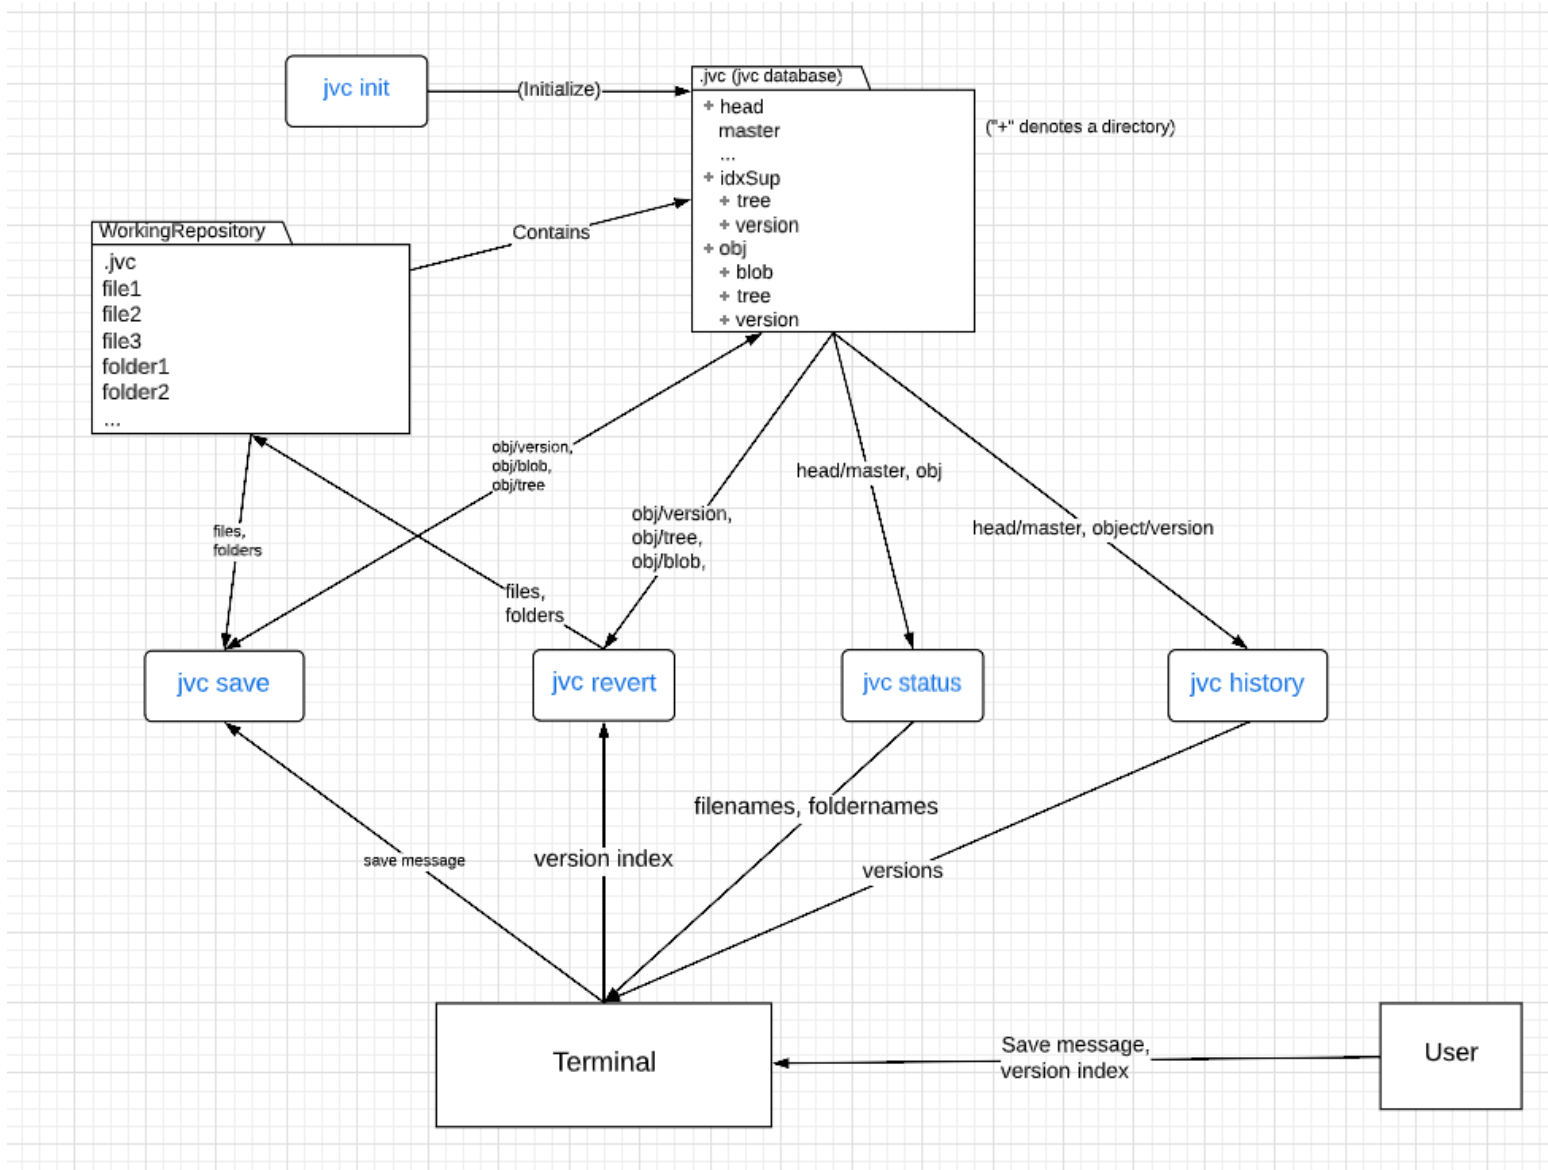 jvc init
(Initialize)
.jvc (jvc database)
+ head
master
...
+ idxSup
+ tree
+ version
+ obj
+ blob
+ tree
+ version
("+" denotes a directory)
WorkingRepository
.jvc
file1
file2
file3
folder1
folder2
...
Contains
obj/version,
obj/blob,
obj/tree
files,
folders
files,
folders
obj/version,
obj/tree,
obj/blob,
head/master, obj
head/master, object/version
jvc save
jvc revert
jvc status
jvc history
save message
version index
filenames, foldernames
versions
Terminal
Save message,
version index
User